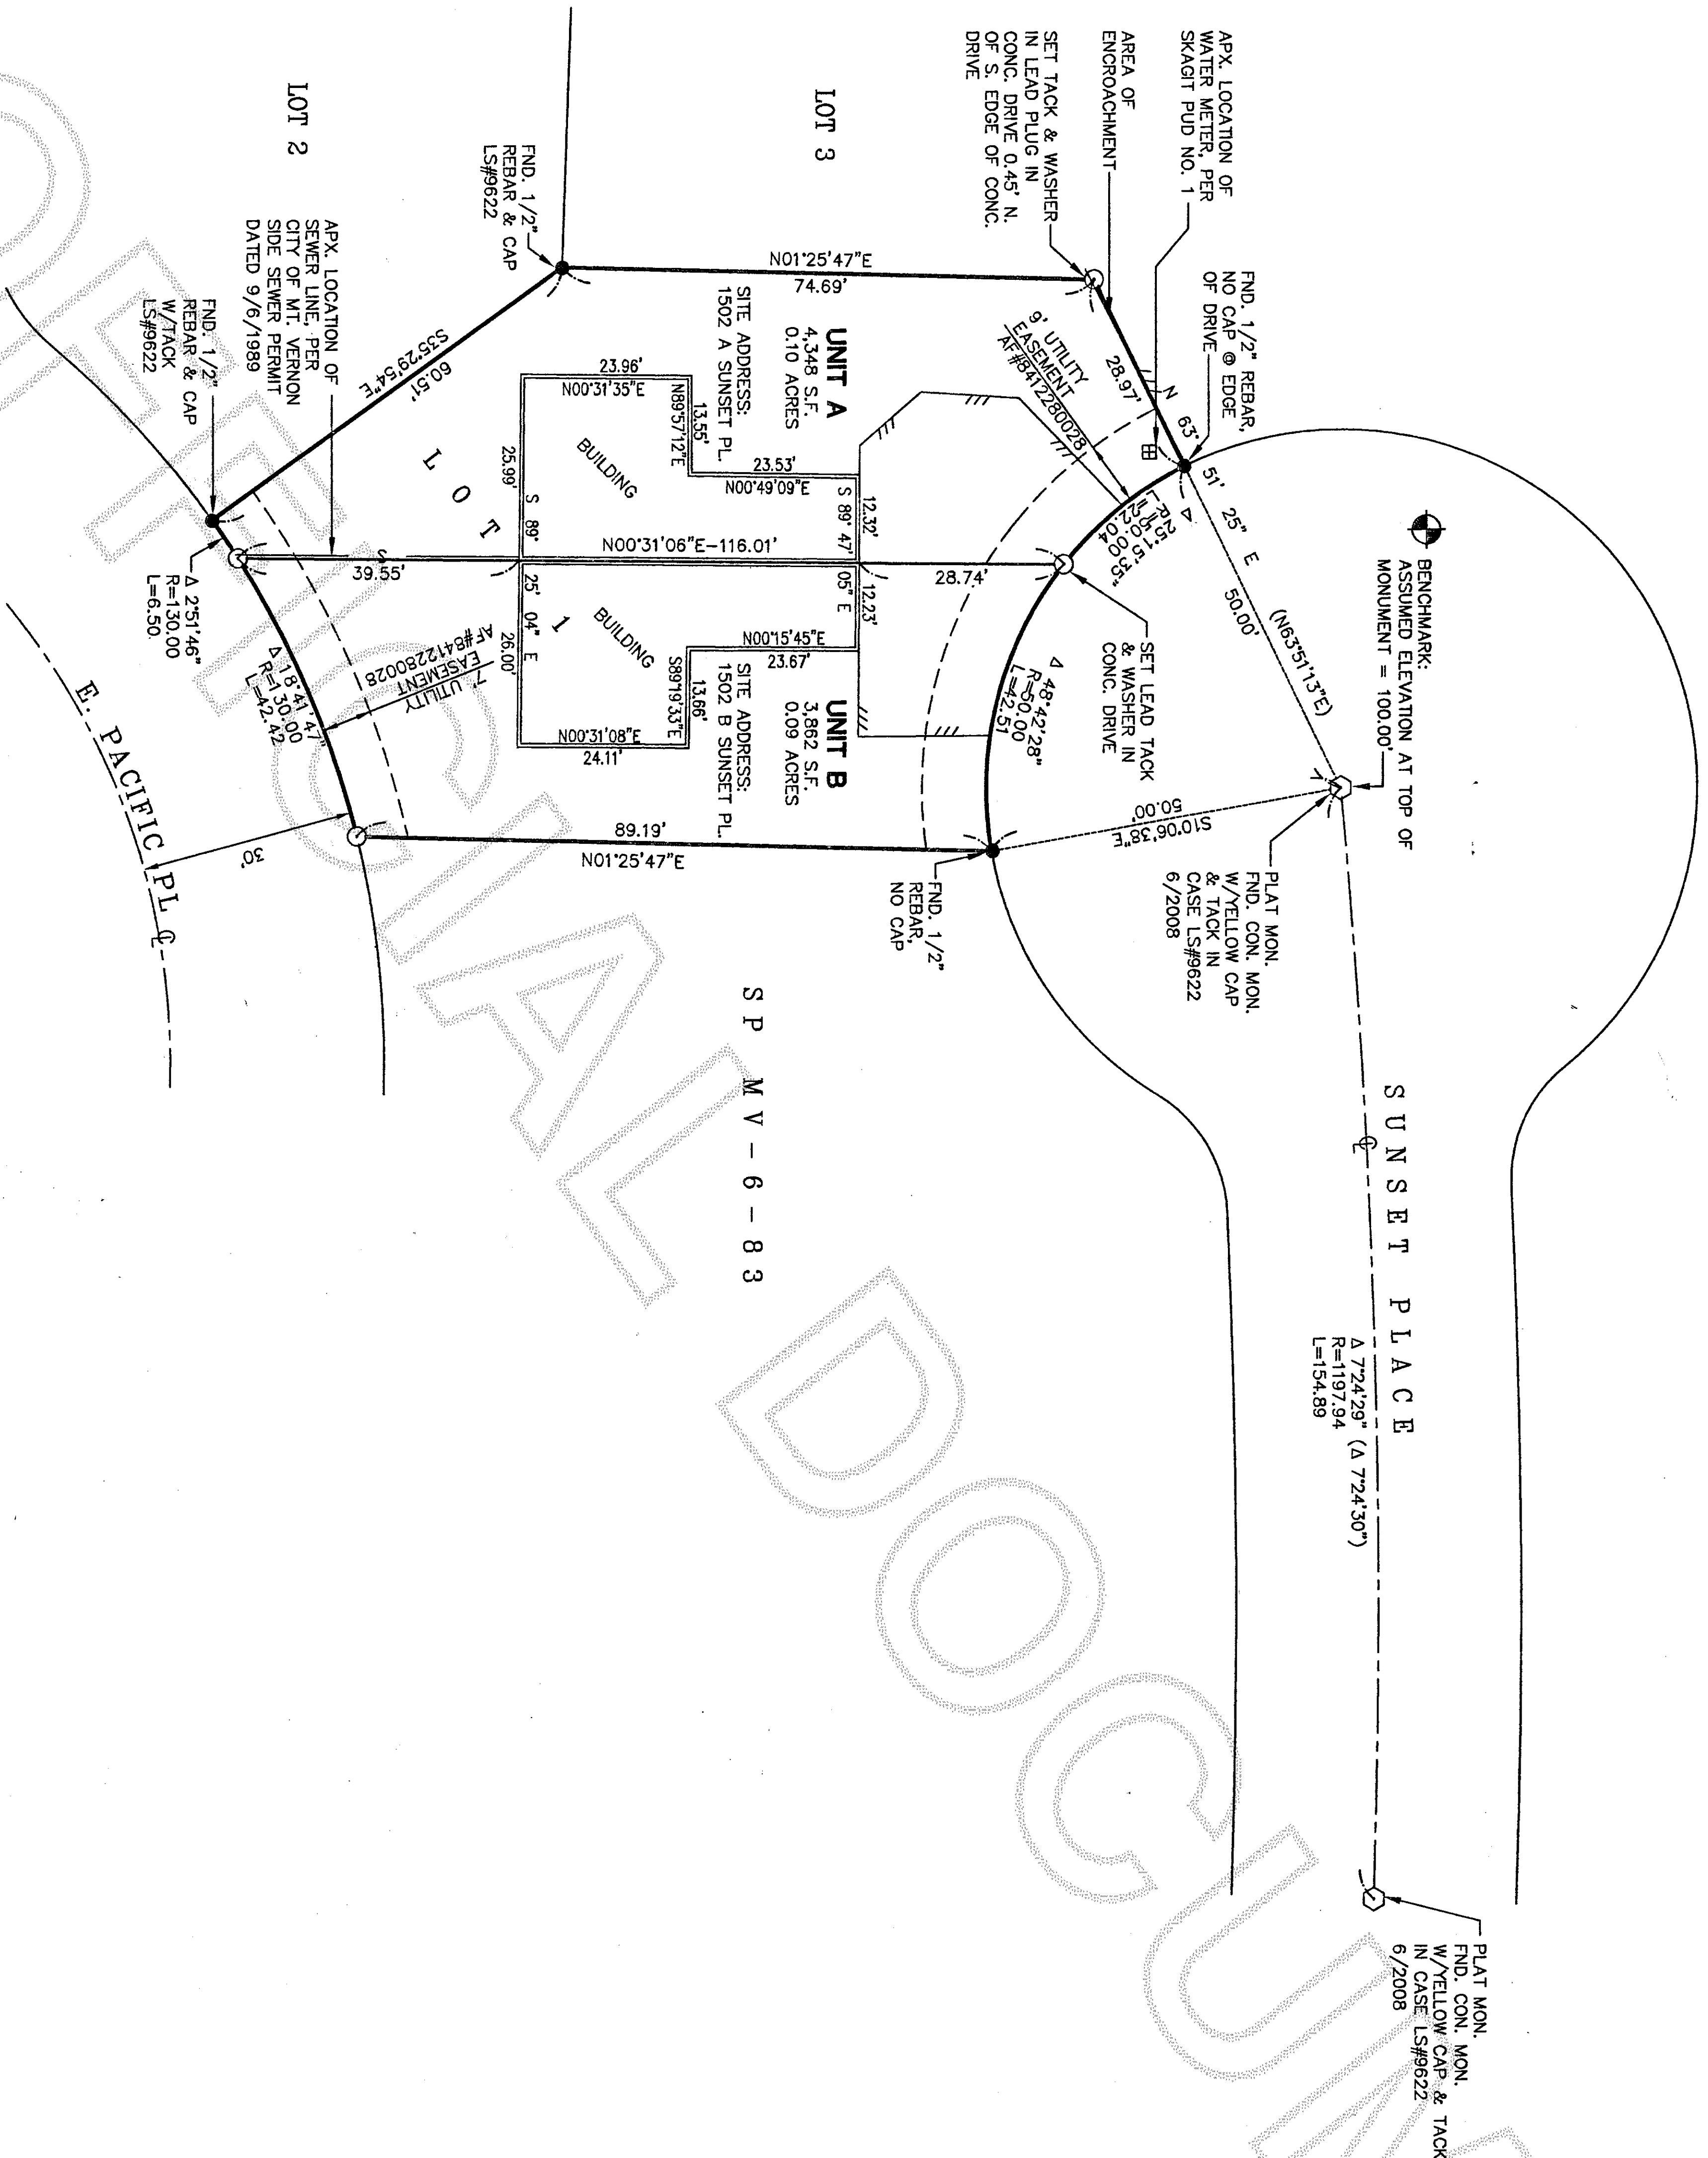 APX. LOCATION OF
WATER METER, PER
SKAGIT PUD NO. 1
AREA OF
ENCROACHMENT
SET TACK & WASHER
IN LEAD PLUG IN
CONC. DRIVE 0.45' N.
OF S. EDGE OF CONC.
DRIVE
LOT 3
FND. 1/2"
REBAR & CAP
LS#9622
LOT 2
APX. LOCATION OF
SEWER LINE, PER
CITY OF MT. VERNON
SIDE SEWER PERMIT
DATED 9/6/1989
FND. 1/2"
REBAR & CAP
W/TACK
LS#9622
FND. 1/2" REBAR,
NO CAP @ EDGE
OF DRIVE
BENCHMARK:
ASSUMED ELEVATION AT TOP OF
MONUMENT = 100.00'
N 63° 51' 25" E
28.97'
50.00'
(N63°51'13"E)
9' UTILITY
EASEMENT
AF#8412280028
Δ 25°15'39"
R=50.00
L=22.04
N01°25'47"E
74.69'
UNIT A
4,348 S.F.
0.10 ACRES
SITE ADDRESS:
1502 A SUNSET PL.
S35°29'54"E
60.51'
23.96'
N00°31'35"E
N89°57'12"E
13.55'
23.53'
N00°49'09"E
12.32'
S 89° 47' 05" E
12.23'
BUILDING
25.99'
S 89° 25' 04" E
26.00'
N00°31'06"E-116.01'
28.74'
39.55'
S
LOT 1
BUILDING
N00°15'45"E
23.67'
S89°19'33"E
13.66'
N00°31'08"E
24.11'
UNIT B
3,862 S.F.
0.09 ACRES
SITE ADDRESS:
1502 B SUNSET PL.
SET LEAD TACK
& WASHER IN
CONC. DRIVE
Δ 48°42'28"
R=50.00
L=42.51
50.00'
S10°06'38"E
7' UTILITY
EASEMENT
AF#8412280028
Δ 2°51'46"
R=130.00
L=6.50
Δ 18°41'47"
R=130.00
L=42.42
89.19'
N01°25'47"E
30'
E. PACIFIC PL ℄
FND. 1/2"
REBAR,
NO CAP
PLAT MON.
FND. CON. MON.
W/YELLOW CAP
& TACK IN
CASE LS#9622
6/2008
SP MV-6-83
SUNSET PLACE
℄
Δ 7°24'29" (Δ 7°24'30")
R=1197.94
L=154.89
PLAT MON.
FND. CON. MON.
W/YELLOW CAP & TACK
IN CASE LS#9622
6/2008
OFFICIAL DOCUM